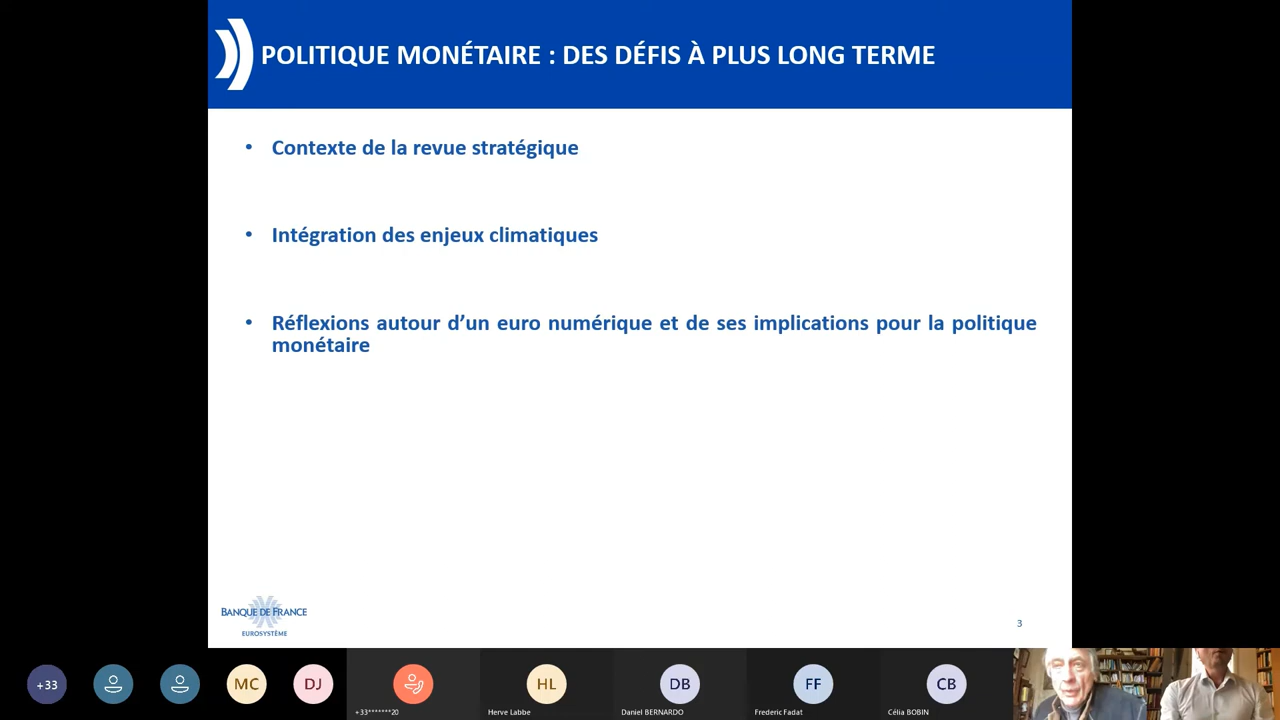 POLITIQUE MONÉTAIRE : DES DÉFIS À PLUS LONG TERME
• Contexte de la revue stratégique
• Intégration des enjeux climatiques
• Réflexions autour d’un euro numérique et de ses implications pour la politique
monétaire
BANQUE DE FRANCE
EUROSYSTÈME
3
+33
MC
DJ
HL
DB
FF
CB
+33*******20
Herve Labbe
Daniel BERNARDO
Frederic Fadat
Célia BOBIN